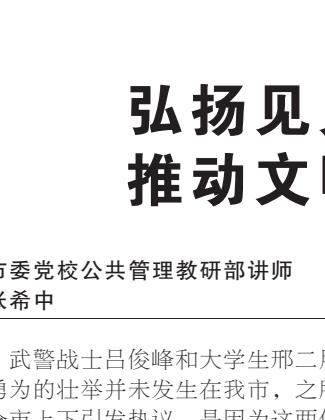 弘扬见
推动文
市委党校公共管理教研部讲师
张希中
武警战士吕俊峰和大学生邢二朋
勇为的壮举并未发生在我市，之所
市上下引发热议，是因为这两